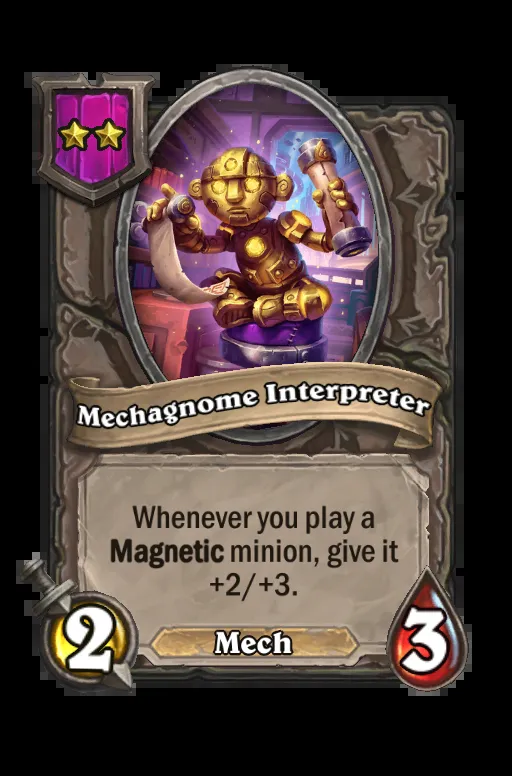 Mechagnome Interpreter
Whenever you play a
Magnetic minion, give it
+2/+3.
2
Mech
3